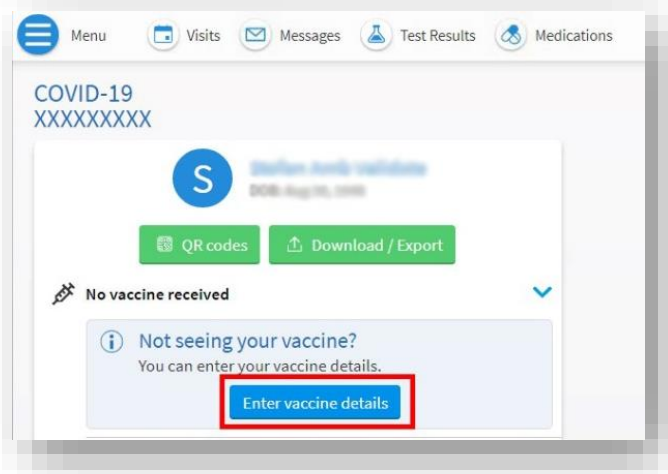 Menu Visits Messages Test Results Medications
COVID-19
XXXXXXXXX
S
QR codes Download / Export
No vaccine received
Not seeing your vaccine?
You can enter your vaccine details.
Enter vaccine details